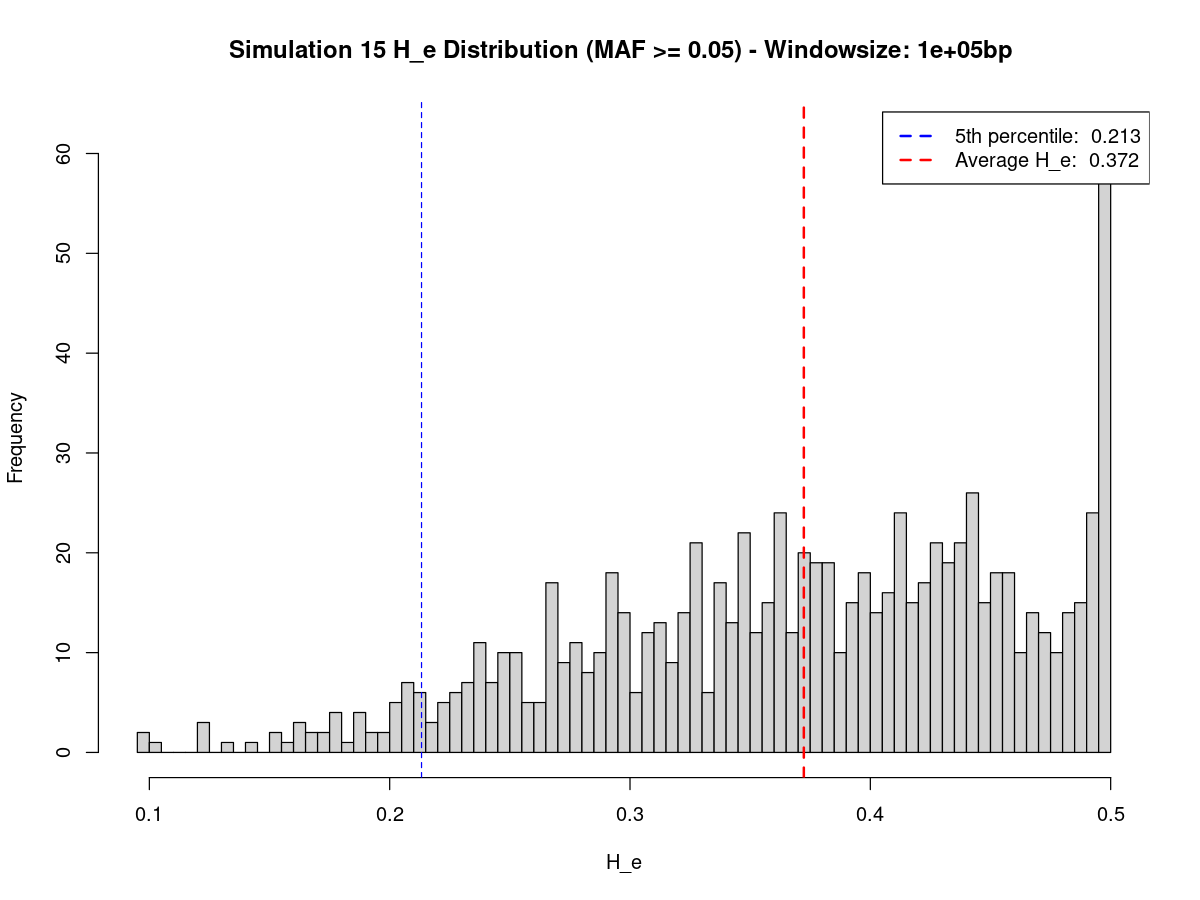 Simulation 15 H_e Distribution (MAF >= 0.05) - Windowsize: 1e+05bp
5th percentile: 0.213
Average H_e: 0.372
Frequency
60
50
40
30
20
10
0
0.1 0.2 0.3 0.4 0.5
H_e